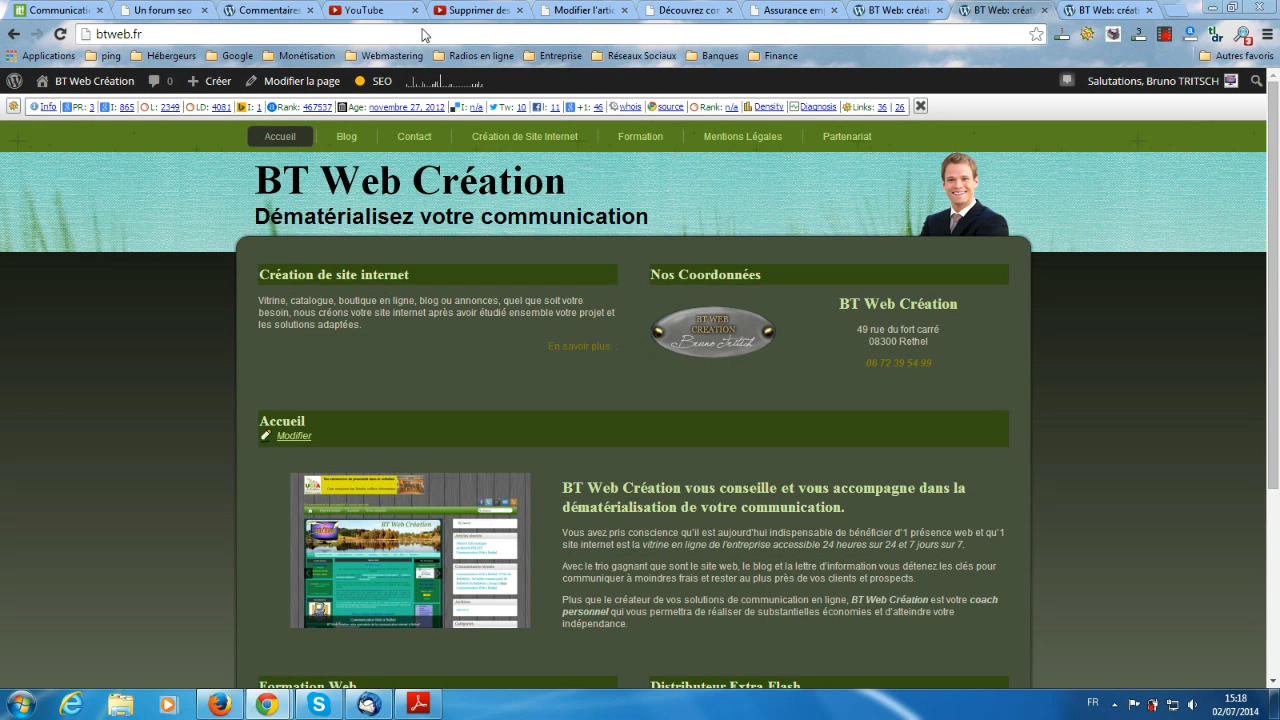 Communicati
Un forum seo
Commentaires
YouTube
Supprimer des
Modifier l'artic
Découvrez co
Assurance em
BT Web: créati
BT Web: créati
BT Web: créati
btweb.fr
Applications ping Hébergeurs Google Monétisation Webmastering Radios en ligne Entreprise Réseaux Sociaux Banques Finance Autres favoris
BT Web Création 0 Créer Modifier la page SEO Salutations, Bruno TRITSCH
Info PR: 3 I: 865 L: 2349 LD: 4081 I: 1 Rank: 467537 Age: novembre 27, 2012 I: n/a Tw: 10 I: 11 +1: 46 whois source Rank: n/a Density Diagnosis Links: 36 | 26
Accueil Blog Contact Création de Site Internet Formation Mentions Légales Partenariat
BT Web Création
Dématérialisez votre communication
Création de site internet
Vitrine, catalogue, boutique en ligne, blog ou annonces, quel que soit votre
besoin, nous créons votre site internet après avoir étudié ensemble votre projet et
les solutions adaptées.
En savoir plus. :
Nos Coordonnées
BT WEB
CREATION
Bruno Tritsch
BT Web Création
49 rue du fort carré
08300 Rethel
06 72 39 54 99
Accueil
Modifier
BT Web Création
BT Web Création vous conseille et vous accompagne dans la
dématérialisation de votre communication.
Vous avez pris conscience qu'il est aujourd'hui indispensable de bénéficier d'un présence web et qu'1
site internet est la vitrine en ligne de l'entreprise accessible 24 heures sur 24 et 7 jours sur 7.
Avec le trio gagnant que sont le site web, le blog et la lettre d'information vous détenez les clés pour
communiquer à moindres frais et rester au plus près de vos clients et prospects.
Plus que le créateur de vos solutions de communication en ligne, BT Web Création est votre coach
personnel qui vous permettra de réaliser de substantielles économies et d'atteindre votre
indépendance.
Formation Web
Distributeur Extra Flash
FR
15:18
02/07/2014